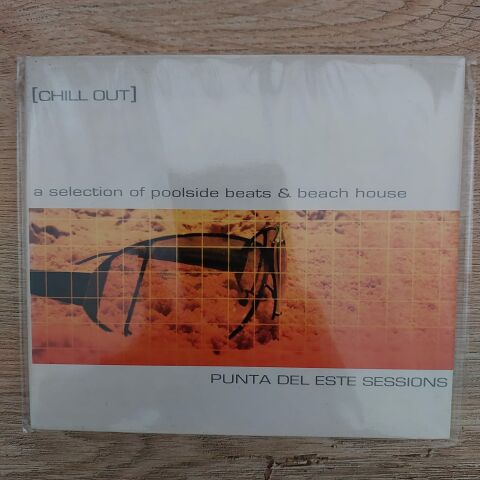 [CHILL OUT]
a selection of poolside beats & beach house
PUNTA DEL ESTE SESSIONS